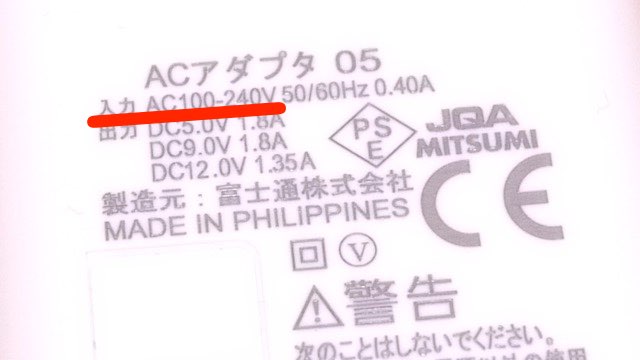 ACアダプタ 05
入力 AC100-240V 50/60Hz 0.40A
出力 DC5.0V 1.8A
DC9.0V 1.8A
DC12.0V 1.35A
PSE
JQA
MITSUMI
製造元：富士通株式会社
MADE IN PHILIPPINES
CE
V
警告
次のことはしないでください。